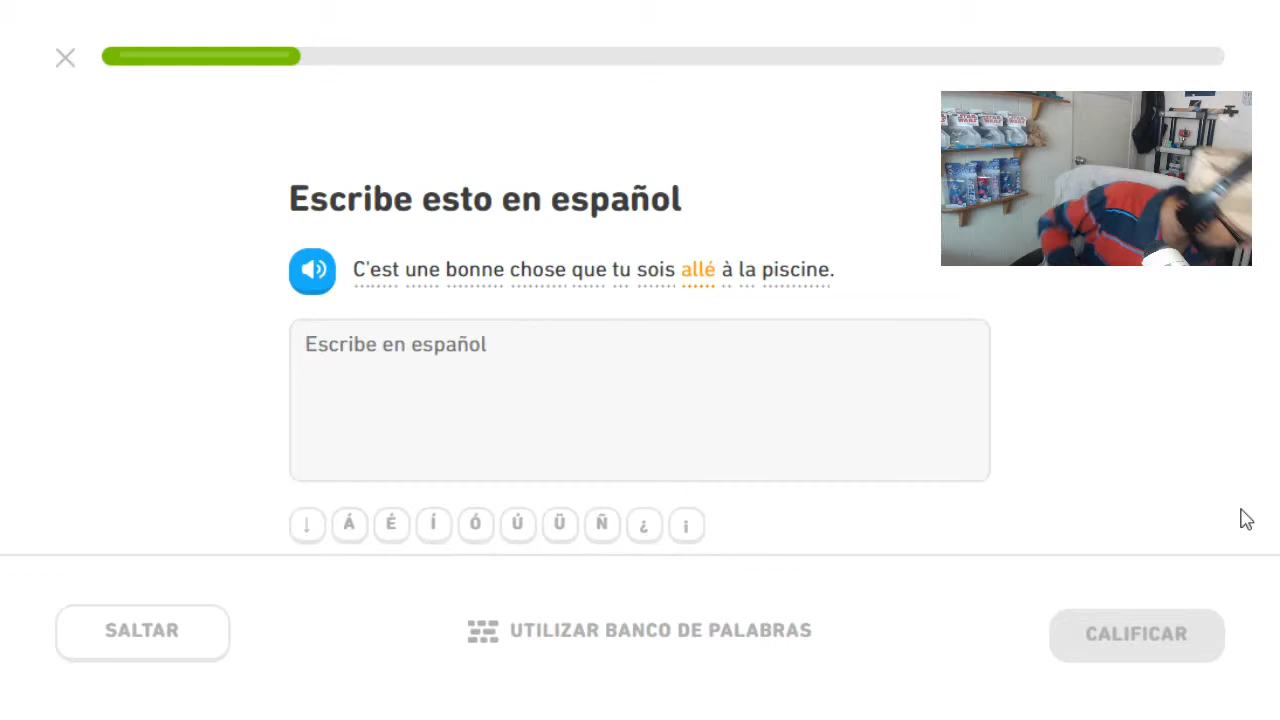 Escribe esto en español
C'est une bonne chose que tu sois allé à la piscine.
Escribe en español
↓ Á É Í Ó Ú Ü Ñ ¿ ¡
SALTAR UTILIZAR BANCO DE PALABRAS CALIFICAR